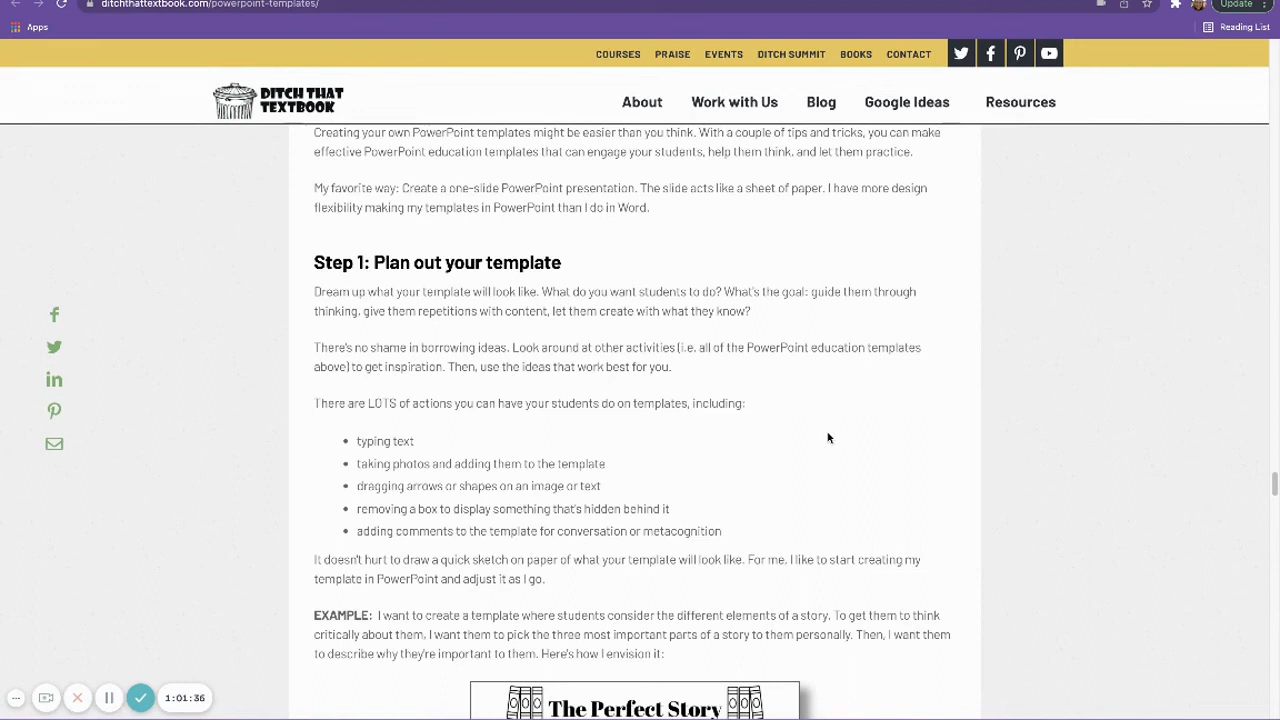 ditchthattextbook.com/powerpoint-templates/
Update
Apps
Reading List
COURSES PRAISE EVENTS DITCH SUMMIT BOOKS CONTACT
DITCH THAT
TEXTBOOK
About Work with Us Blog Google Ideas Resources
Creating your own PowerPoint templates might be easier than you think. With a couple of tips and tricks, you can make
effective PowerPoint education templates that can engage your students, help them think, and let them practice.
My favorite way: Create a one-slide PowerPoint presentation. The slide acts like a sheet of paper. I have more design
flexibility making my templates in PowerPoint than I do in Word.
Step 1: Plan out your template
Dream up what your template will look like. What do you want students to do? What's the goal: guide them through
thinking, give them repetitions with content, let them create with what they know?
There's no shame in borrowing ideas. Look around at other activities (i.e. all of the PowerPoint education templates
above) to get inspiration. Then, use the ideas that work best for you.
There are LOTS of actions you can have your students do on templates, including:
• typing text
• taking photos and adding them to the template
• dragging arrows or shapes on an image or text
• removing a box to display something that's hidden behind it
• adding comments to the template for conversation or metacognition
It doesn't hurt to draw a quick sketch on paper of what your template will look like. For me, I like to start creating my
template in PowerPoint and adjust it as I go.
EXAMPLE: I want to create a template where students consider the different elements of a story. To get them to think
critically about them, I want them to pick the three most important parts of a story to them personally. Then, I want them
to describe why they're important to them. Here's how I envision it:
1:01:36
The Perfect Story